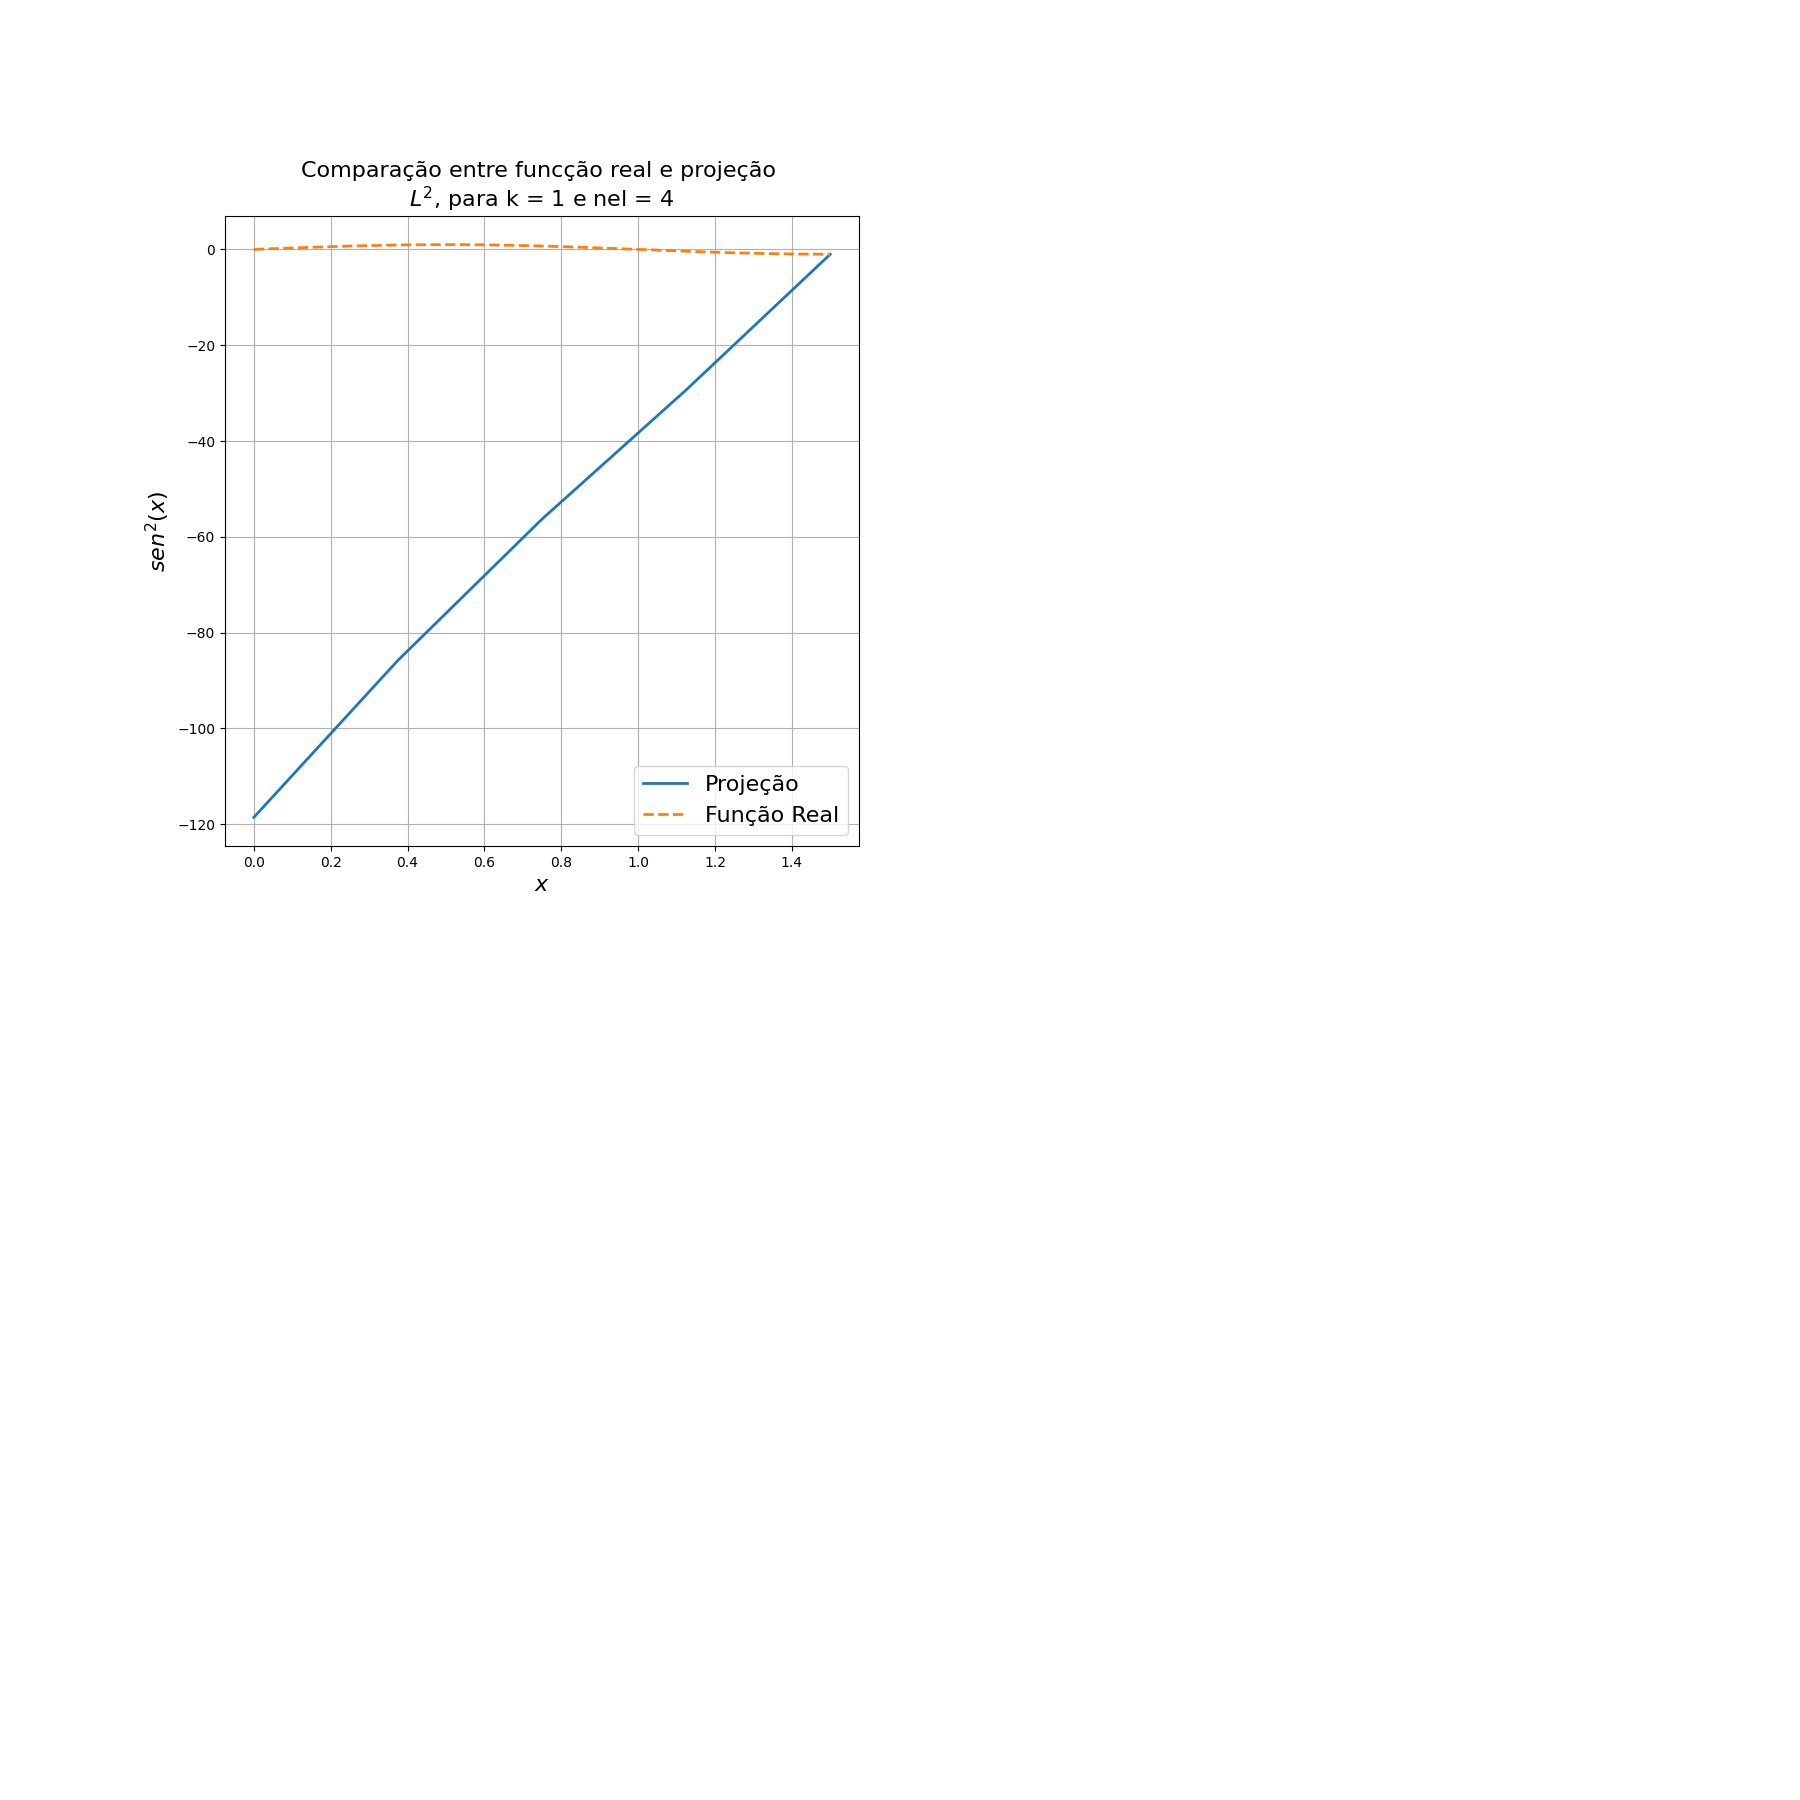 Comparação entre funcção real e projeção
L², para k = 1 e nel = 4
sen²(x)
0
−20
−40
−60
−80
−100
−120
Projeção
Função Real
0.0 0.2 0.4 0.6 0.8 1.0 1.2 1.4
x